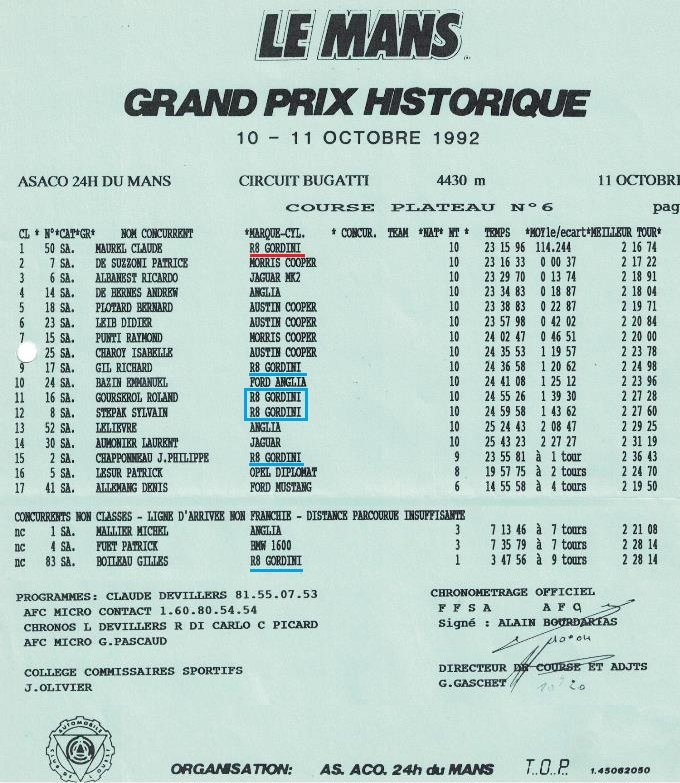 LE MANS
GRAND PRIX HISTORIQUE
10 - 11 OCTOBRE 1992
ASACO 24H DU MANS CIRCUIT BUGATTI 4430 m 11 OCTOBRE
COURSE PLATEAU N°6 pag
CL * N°*CAT*GR* NOM CONCURRENT *MARQUE-CYL. * CONCUR. TEAM *NAT* NT * TEMPS *MOYle/ecart*MEILLEUR TOUR*
1 50 SA. MAUREL CLAUDE R8 GORDINI 10 23 15 96 114.244 2 16 74
2 7 SA. DE SUZZONI PATRICE MORRIS COOPER 10 23 16 33 0 00 37 2 17 22
3 6 SA. ALBANEST RICARDO JAGUAR MK2 10 23 29 70 0 13 74 2 18 91
4 14 SA. DE HERNES ANDREW ANGLIA 10 23 34 83 0 18 87 2 18 04
5 18 SA. PLOTARD BERNARD AUSTIN COOPER 10 23 38 83 0 22 87 2 19 71
6 23 SA. LEIB DIDIER AUSTIN COOPER 10 23 57 98 0 42 02 2 20 84
7 15 SA. PUNTI RAYMOND MORRIS COOPER 10 24 02 47 0 46 51 2 20 00
25 SA. CHAROY ISABELLE AUSTIN COOPER 10 24 35 53 1 19 57 2 23 78
9 17 SA. GIL RICHARD R8 GORDINI 10 24 36 58 1 20 62 2 24 98
10 24 SA. BAZIN EMMANUEL FORD ANGLIA 10 24 41 08 1 25 12 2 23 96
11 16 SA. GOURSEROL ROLAND R8 GORDINI 10 24 55 26 1 39 30 2 27 28
12 8 SA. STEPAK SYLVAIN R8 GORDINI 10 24 59 58 1 43 62 2 27 60
13 52 SA. LELIEVRE ANGLIA 10 25 24 43 2 08 47 2 29 25
14 30 SA. AUMONIER LAURENT JAGUAR 10 25 43 23 2 27 27 2 31 19
15 2 SA. CHAPPONNEAU J.PHILIPPE R8 GORDINI 9 23 55 81 à 1 tour 2 36 43
16 5 SA. LESUR PATRICK OPEL DIPLOMAT 8 19 57 75 à 2 tours 2 24 70
17 41 SA. ALLEMANG DENIS FORD MUSTANG 6 14 55 58 à 4 tours 2 19 50
CONCURRENTS NON CLASSES - LIGNE D'ARRIVEE NON FRANCHIE - DISTANCE PARCOURUE INSUFFISANTE
nc 1 SA. MALLIER MICHEL ANGLIA 3 7 13 46 à 7 tours 2 21 08
nc 4 SA. FUET PATRICK BMW 1600 3 7 35 79 à 7 tours 2 28 14
nc 83 SA. BOILEAU GILLES R8 GORDINI 1 3 47 56 à 9 tours 2 28 14
PROGRAMMES: CLAUDE DEVILLERS 81.55.07.53
AFC MICRO CONTACT 1.60.80.54.54
CHRONOS L DEVILLERS R DI CARLO C PICARD
AFC MICRO G.PASCAUD
CHRONOMETRAGE OFFICIEL
F F S A A F C
Signé : ALAIN BOURDARIAS
COLLEGE COMMISSAIRES SPORTIFS
J.OLIVIER
DIRECTEUR DE COURSE ET ADJTS
G.GASCHET
AUTOMOBILE
ORGANISATION: AS. ACO. 24h du MANS T.O.P. 1.45062050